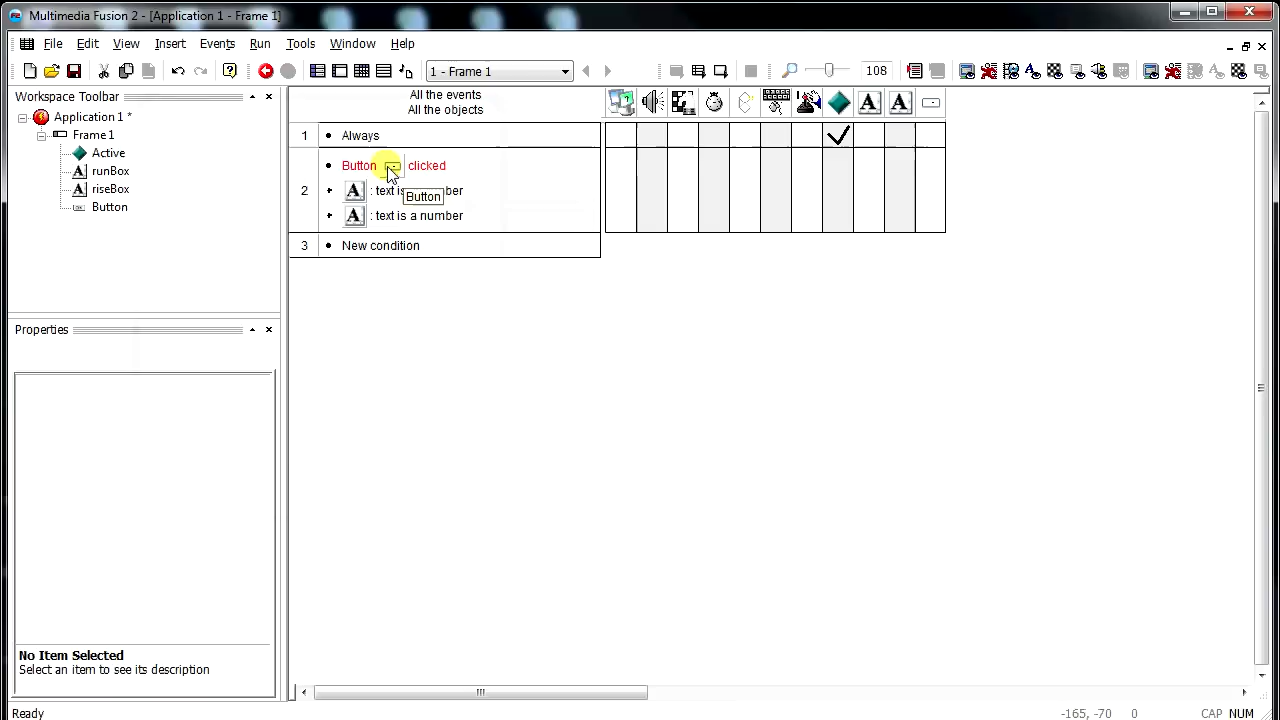 Multimedia Fusion 2 - [Application 1 - Frame 1]
File Edit View Insert Events Run Tools Window Help
1 - Frame 1 108
Workspace Toolbar
Application 1 *
Frame 1
Active
runBox
riseBox
Button
Properties
No Item Selected
Select an item to see its description
All the events
All the objects
1 Always
Button clicked
2 : text is number
Button
: text is a number
3 New condition
Ready -165, -70 0 CAP NUM